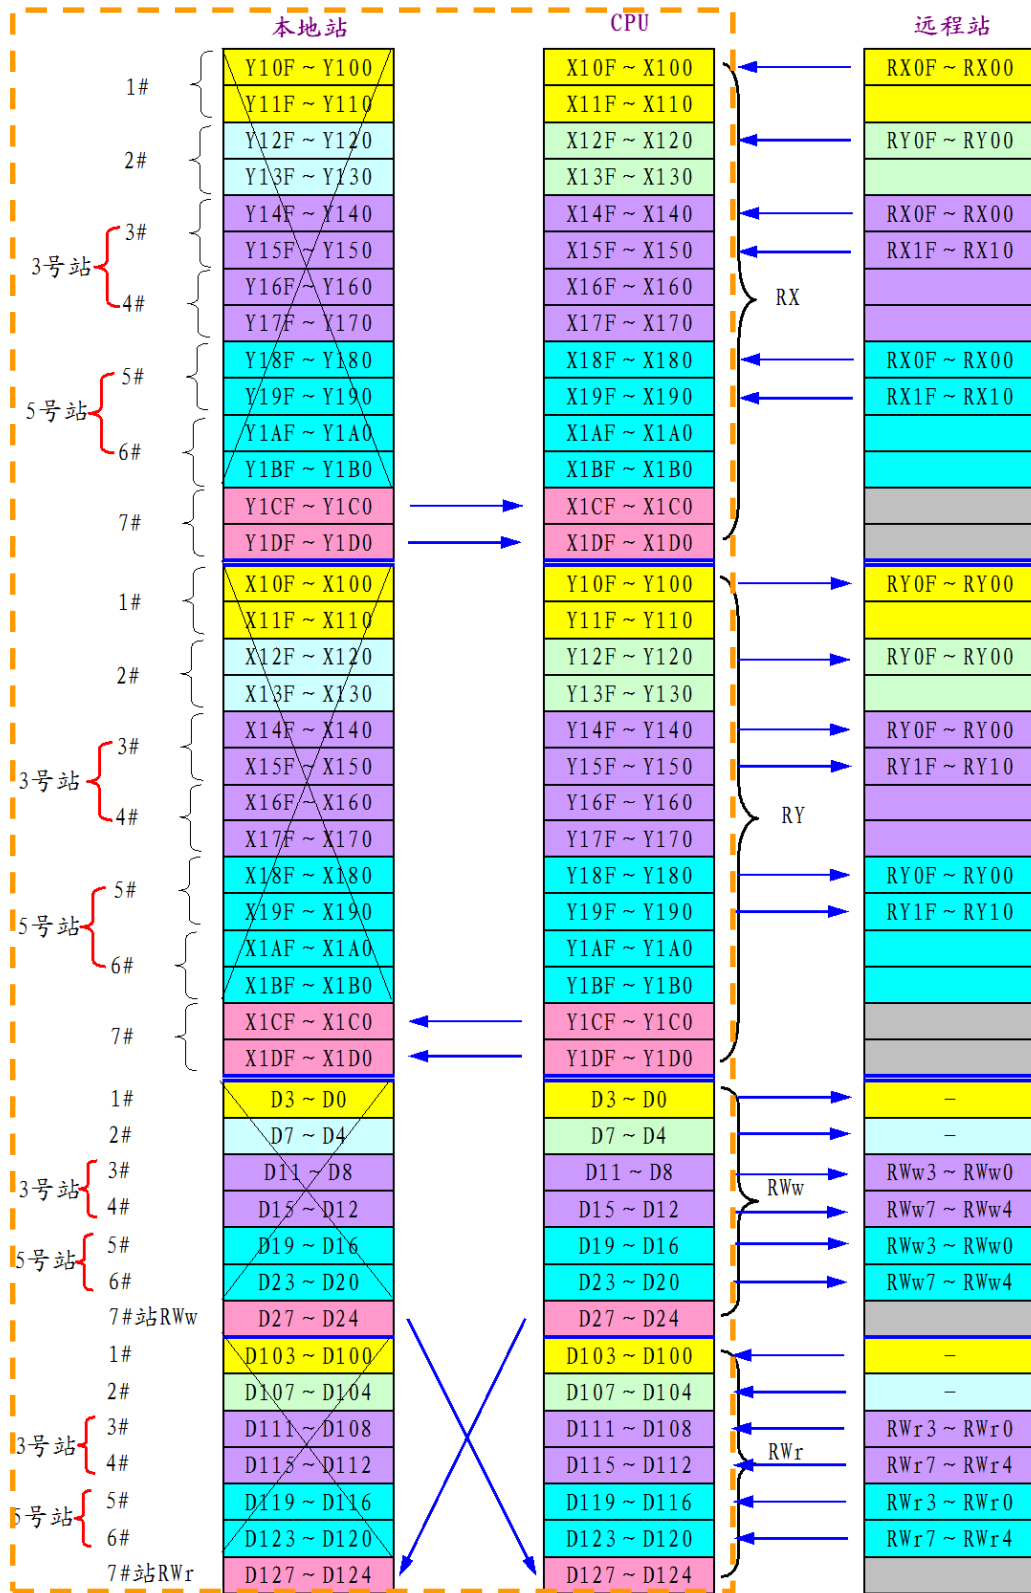 本地站 CPU 远程站
1# Y10F～Y100 X10F～X100 RX0F～RX00
Y11F～Y110 X11F～X110
2# Y12F～Y120 X12F～X120 RY0F～RY00
Y13F～Y130 X13F～X130
3号站 3# Y14F～Y140 X14F～X140 RX0F～RX00
Y15F～Y150 X15F～X150 RX1F～RX10
4# Y16F～Y160 X16F～X160 RX
Y17F～Y170 X17F～X170
5号站 5# Y18F～Y180 X18F～X180 RX0F～RX00
Y19F～Y190 X19F～X190 RX1F～RX10
6# Y1AF～Y1A0 X1AF～X1A0
Y1BF～Y1B0 X1BF～X1B0
7# Y1CF～Y1C0 X1CF～X1C0
Y1DF～Y1D0 X1DF～X1D0
1# X10F～X100 Y10F～Y100 RY0F～RY00
X11F～X110 Y11F～Y110
2# X12F～X120 Y12F～Y120 RY0F～RY00
X13F～X130 Y13F～Y130
3号站 3# X14F～X140 Y14F～Y140 RY0F～RY00
X15F～X150 Y15F～Y150 RY1F～RY10
4# X16F～X160 Y16F～Y160 RY
X17F～X170 Y17F～Y170
5号站 5# X18F～X180 Y18F～Y180 RY0F～RY00
X19F～X190 Y19F～Y190 RY1F～RY10
6# X1AF～X1A0 Y1AF～Y1A0
X1BF～X1B0 Y1BF～Y1B0
7# X1CF～X1C0 Y1CF～Y1C0
X1DF～X1D0 Y1DF～Y1D0
1# D3～D0 D3～D0 －
2# D7～D4 D7～D4 －
3号站 3# D11～D8 D11～D8 RWw RWw3～RWw0
4# D15～D12 D15～D12 RWw7～RWw4
5号站 5# D19～D16 D19～D16 RWw3～RWw0
6# D23～D20 D23～D20 RWw7～RWw4
7#站RWw D27～D24 D27～D24
1# D103～D100 D103～D100 －
2# D107～D104 D107～D104 －
3号站 3# D111～D108 D111～D108 RWr RWr3～RWr0
4# D115～D112 D115～D112 RWr7～RWr4
5号站 5# D119～D116 D119～D116 RWr3～RWr0
6# D123～D120 D123～D120 RWr7～RWr4
7#站RWr D127～D124 D127～D124